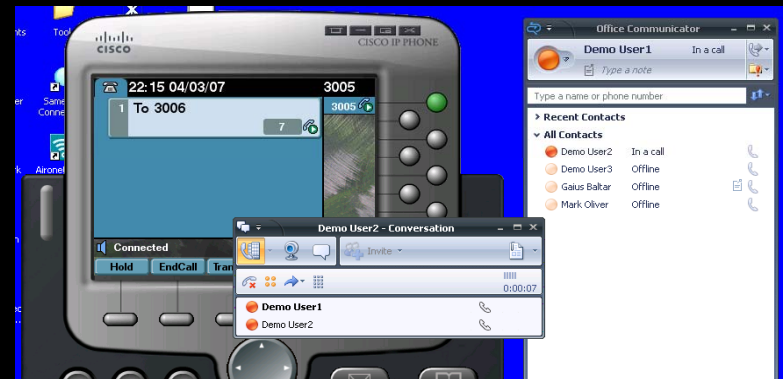 nts
Tool
er
Same
Conne
rk
Airone
cisco
CISCO IP PHONE
22:15 04/03/07 3005
1 To 3006
7
3005
Connected
Hold EndCall Tran
Office Communicator
Demo User1 In a call
Type a note
Type a name or phone number
Recent Contacts
All Contacts
Demo User2 In a call
Demo User3 Offline
Gaius Baltar Offline
Mark Oliver Offline
Demo User2 - Conversation
Invite
0:00:07
Demo User1
Demo User2